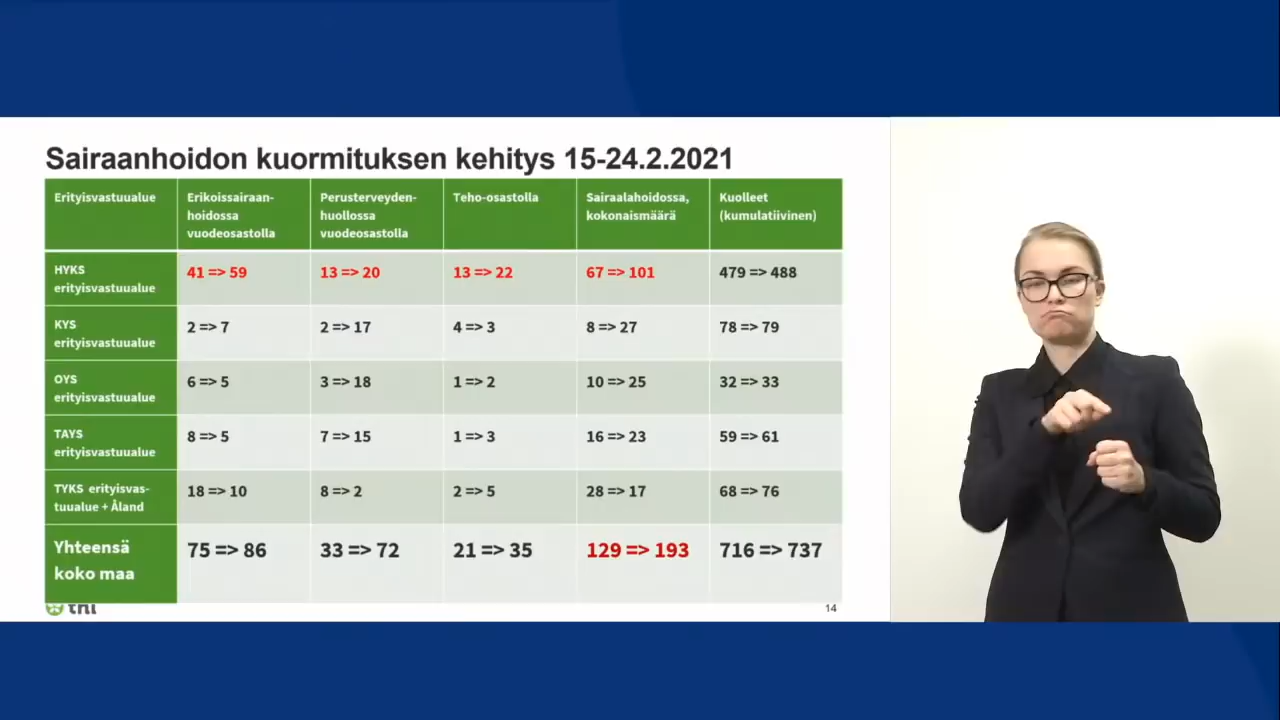 Sairaanhoidon kuormituksen kehitys 15-24.2.2021
Erityisvastuualue
Erikoissairaan-
hoidossa
vuodeosastolla
Perusterveyden-
huollossa
vuodeosastolla
Teho-osastolla
Sairaalahoidossa,
kokonaismäärä
Kuolleet
(kumulatiivinen)
HYKS
erityisvastuualue
41 => 59
13 => 20
13 => 22
67 => 101
479 => 488
KYS
erityisvastuualue
2 => 7
2 => 17
4 => 3
8 => 27
78 => 79
OYS
erityisvastuualue
6 => 5
3 => 18
1 => 2
10 => 25
32 => 33
TAYS
erityisvastuualue
8 => 5
7 => 15
1 => 3
16 => 23
59 => 61
TYKS erityisvas-
tuualue + Åland
18 => 10
8 => 2
2 => 5
28 => 17
68 => 76
Yhteensä
koko maa
75 => 86
33 => 72
21 => 35
129 => 193
716 => 737
thl
14